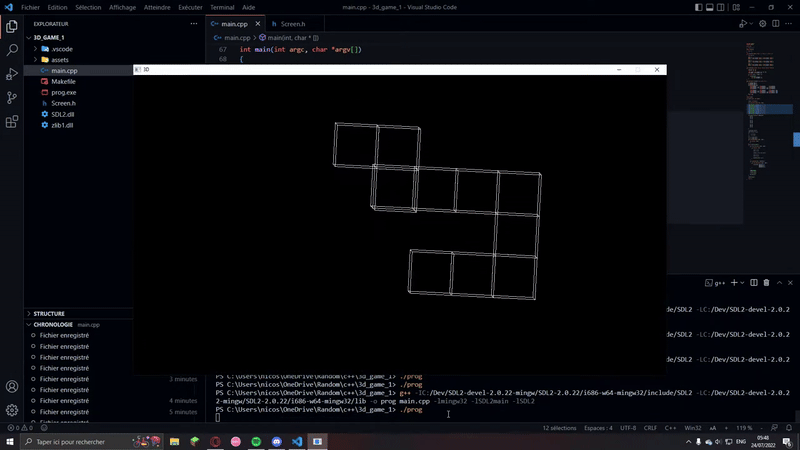 Fichier Edition Sélection Affichage Atteindre Exécuter Terminal Aide
main.cpp - 3d_game_1 - Visual Studio Code
EXPLORATEUR
main.cpp
Screen.h
main.cpp > main(int, char *
3D_GAME_1
.vscode
assets
main.cpp
Makefile
prog.exe
Screen.h
SDL2.dll
zlib1.dll
67 int main(int argc, char *argv[])
68 {
3D
g++
STRUCTURE
CHRONOLOGIE main.cpp
Fichier enregistré
Fichier enregistré
Fichier enregistré
Fichier enregistré
Fichier enregistré 3 minutes
Fichier enregistré 4 minutes
Fichier enregistré
Fichier enregistré 5 minutes
de/SDL2 -LC:/Dev/SDL2-devel-2.0.2
de/SDL2 -LC:/Dev/SDL2-devel-2.0.2
de/SDL2 -LC:/Dev/SDL2-devel-2.0.2
PS C:\Users\nicos\OneDrive\Random\c++\3d_game_1> ./prog
PS C:\Users\nicos\OneDrive\Random\c++\3d_game_1> ./prog
PS C:\Users\nicos\OneDrive\Random\c++\3d_game_1> g++ -IC:/Dev/SDL2-devel-2.0.22-mingw/SDL2-2.0.22/i686-w64-mingw32/include/SDL2 -LC:/Dev/SDL2-devel-2.0.2
2-mingw/SDL2-2.0.22/i686-w64-mingw32/lib -o prog main.cpp -lmingw32 -lSDL2main -lSDL2
PS C:\Users\nicos\OneDrive\Random\c++\3d_game_1> ./prog
0 0
12 sélections Espaces : 4 UTF-8 CRLF C++ Win32 aA 119 %
Taper ici pour rechercher
ENG
05:48
24/07/2022